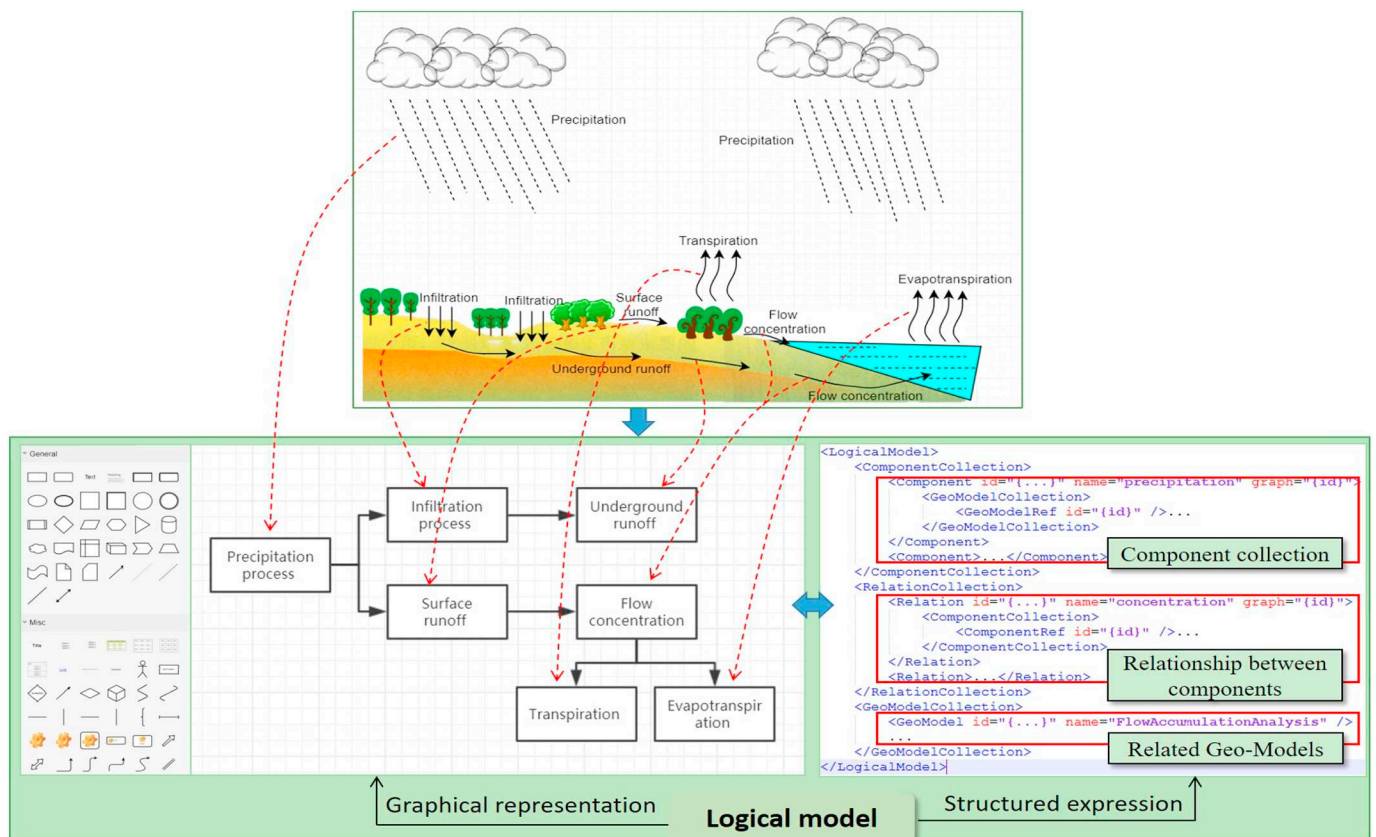 Precipitation
Precipitation
Transpiration
Evapotranspiration
Infiltration
Infiltration
Surface
runoff
Flow
concentration
Underground runoff
Flow concentration
General
Text
Misc
Title
Precipitation
process
Infiltration
process
Underground
runoff
Surface
runoff
Flow
concentration
Transpiration
Evapotranspir
ation
<LogicalModel>
<ComponentCollection>
<Component id="{...}" name="precipitation" graph="{id}">
<GeoModelCollection>
<GeoModelRef id="{id}" />...
</GeoModelCollection>
</Component>
<Component>...</Component>
Component collection
</ComponentCollection>
<RelationCollection>
<Relation id="{...}" name="concentration" graph="{id}">
<ComponentCollection>
<ComponentRef id="{id}" />...
</ComponentCollection>
</Relation>
<Relation>...</Relation>
Relationship between
components
</RelationCollection>
<GeoModelCollection>
<GeoModel id="{...}" name="FlowAccumulationAnalysis" />
...
Related Geo-Models
</GeoModelCollection>
</LogicalModel>
Graphical representation
Logical model
Structured expression